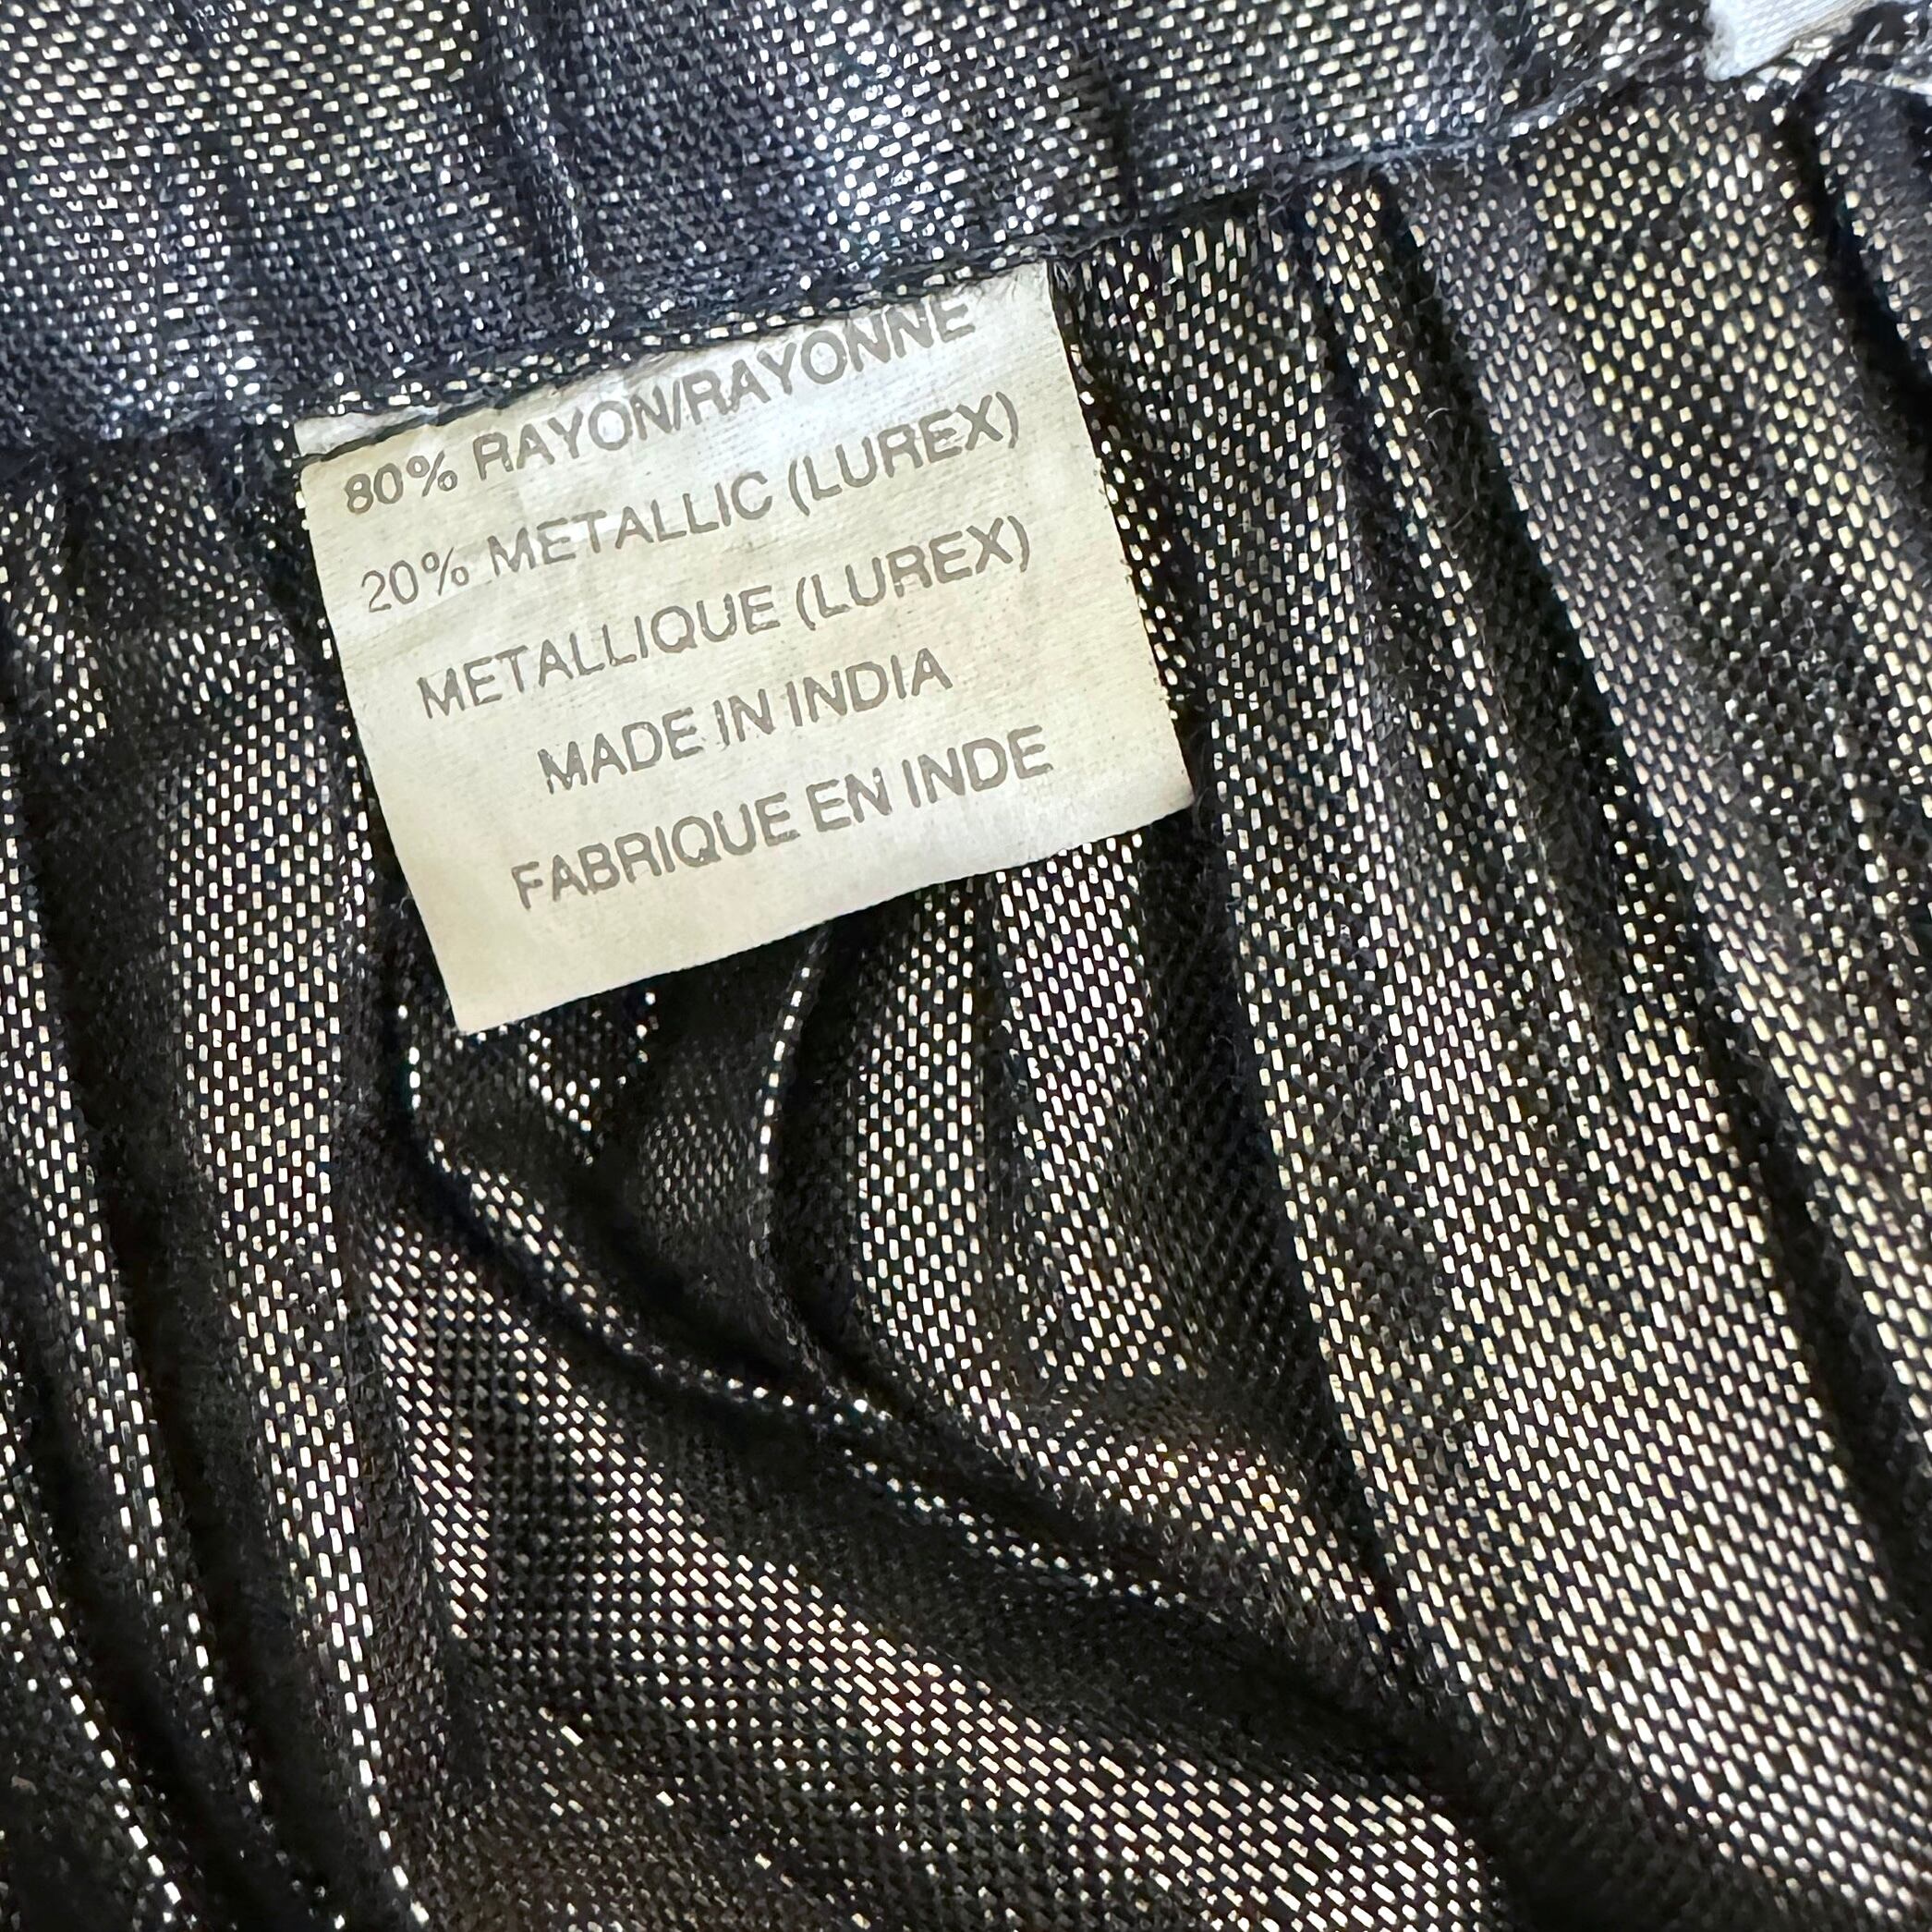 80% RAYON/RAYONNE
20% METALLIC (LUREX)
METALLIQUE (LUREX)
MADE IN INDIA
FABRIQUE EN INDE